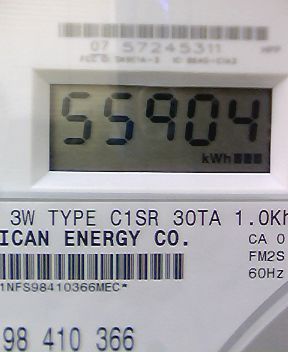 07 57245311
55904
kWh
3W TYPE C1SR 30TA 1.0Kh
ICAN ENERGY CO.
CA 0
FM2S
60Hz
1NFS98410366MEC*
98 410 366